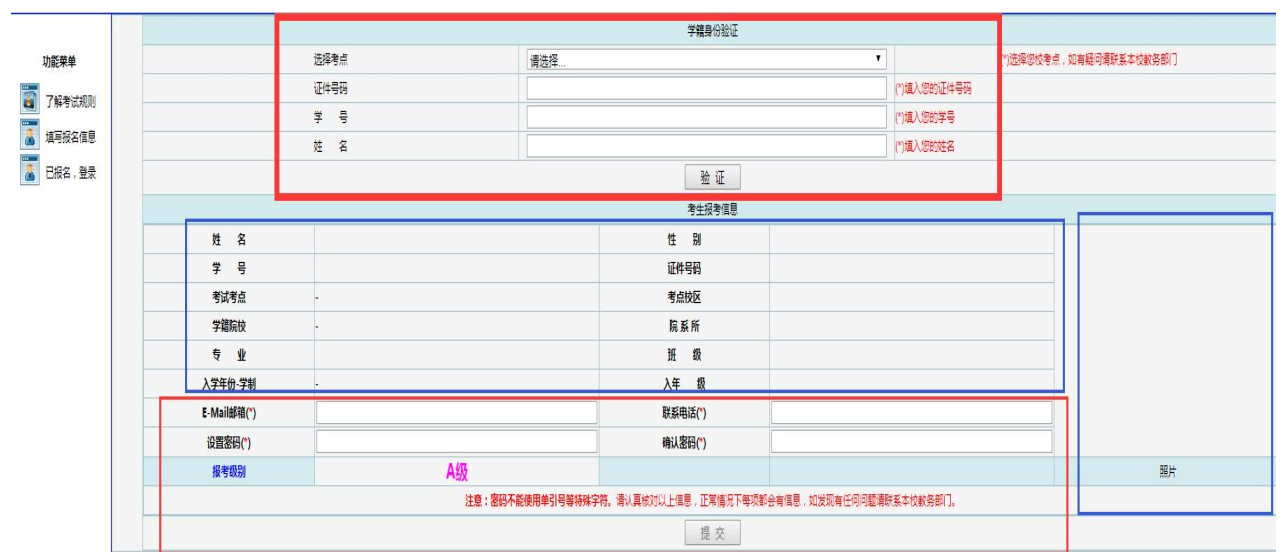 学籍身份验证
功能菜单
选择考点 请选择... (*)选择您校考点，如有疑问请联系本校教务部门
证件号码 (*)填入您的证件号码
了解考试规则
学 号 (*)填入您的学号
填写报名信息
姓 名 (*)填入您的姓名
已报名，登录
验 证
考生报考信息
姓 名 性 别
学 号 证件号码
考试考点 - 考点校区
学籍院校 - 院 系 所
专 业 班 级
入学年份-学制 - 入年 级
E-Mail邮箱(*) 联系电话(*)
设置密码(*) 确认密码(*)
报考级别 A级 照片
注意：密码不能使用单引号等特殊字符。请认真核对以上信息，正常情况下每项都会有信息，如发现有任何问题请联系本校教务部门。
提 交